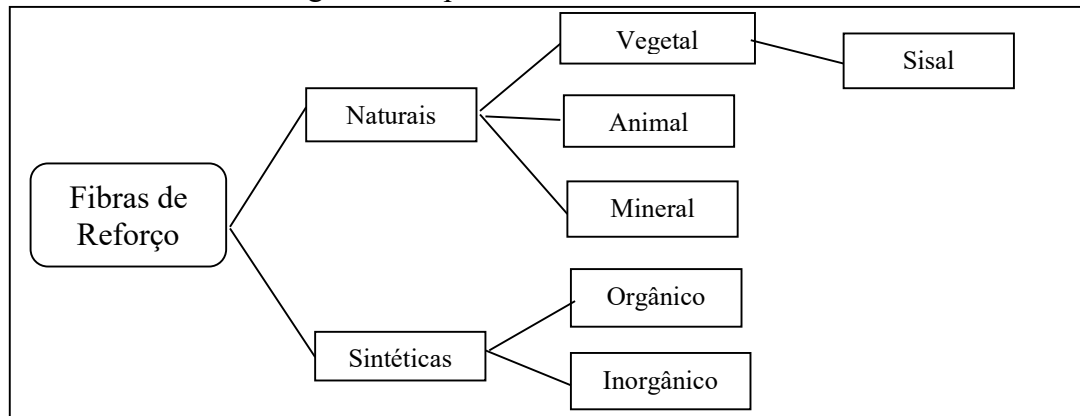 Vegetal
Sisal
Naturais
Animal
Fibras de
Reforço
Mineral
Orgânico
Sintéticas
Inorgânico